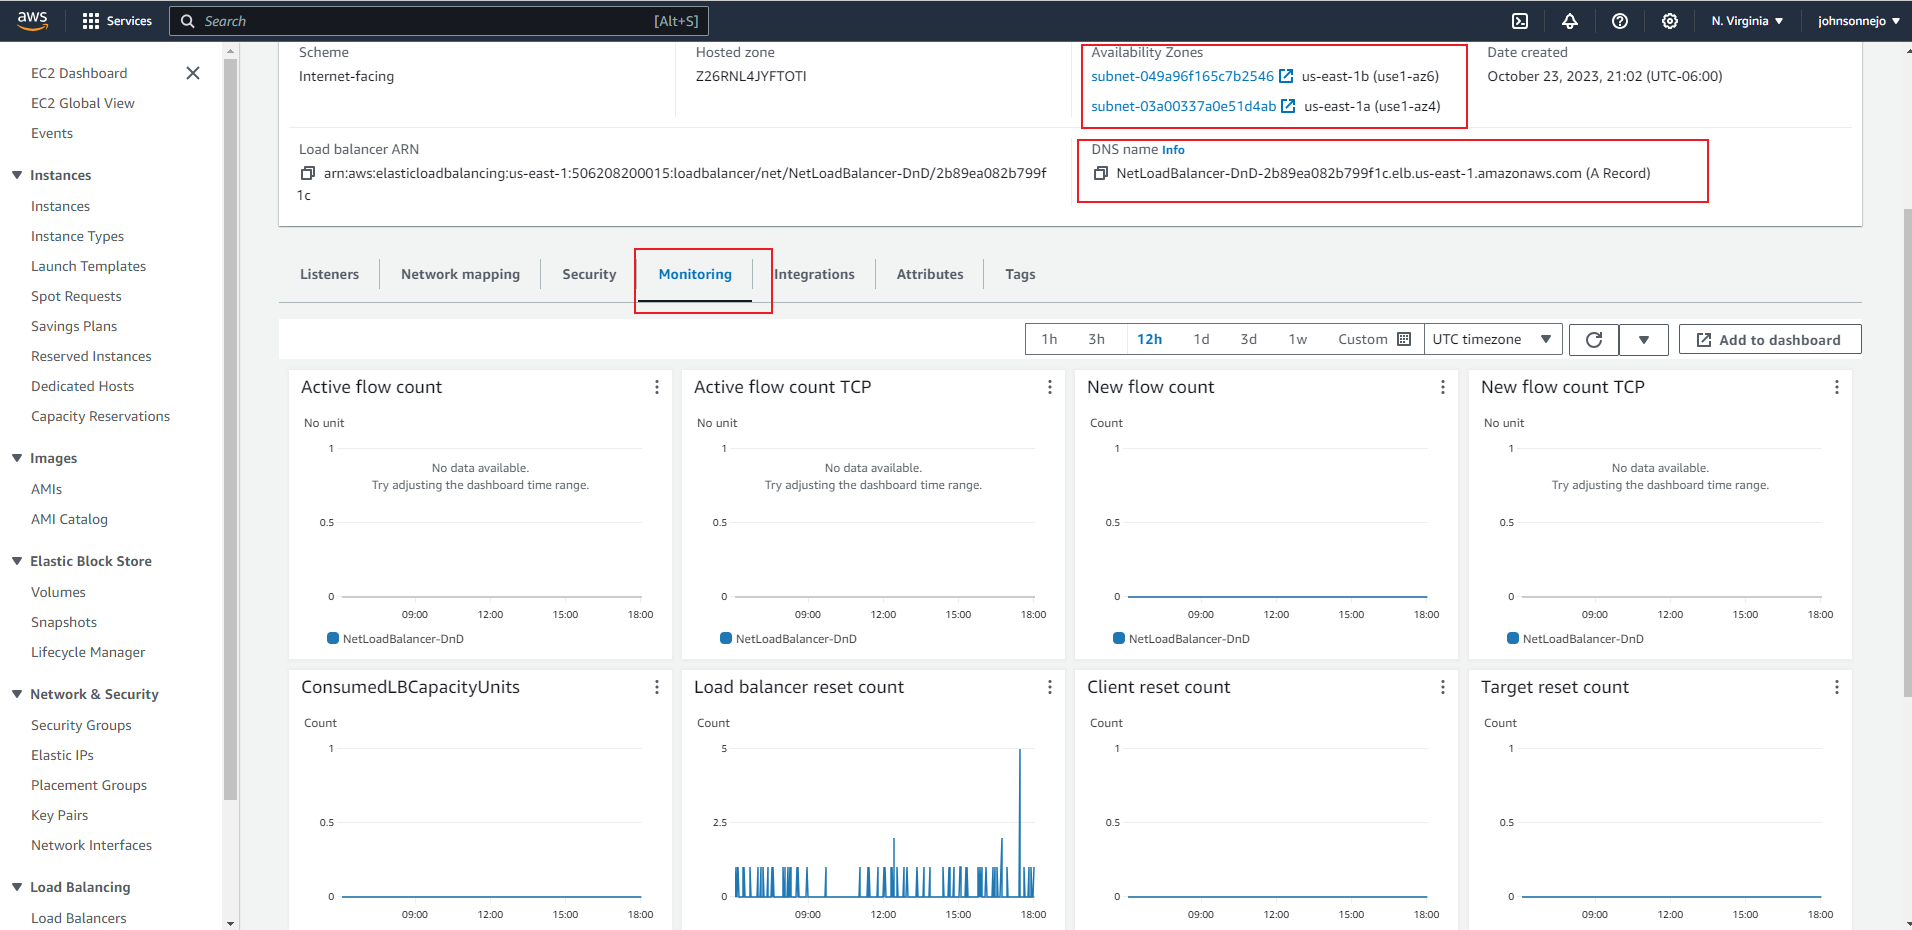 aws
Services
Search
[Alt+S]
N. Virginia
johnsonnejo
EC2 Dashboard
EC2 Global View
Events
Instances
Instances
Instance Types
Launch Templates
Spot Requests
Savings Plans
Reserved Instances
Dedicated Hosts
Capacity Reservations
Images
AMIs
AMI Catalog
Elastic Block Store
Volumes
Snapshots
Lifecycle Manager
Network & Security
Security Groups
Elastic IPs
Placement Groups
Key Pairs
Network Interfaces
Load Balancing
Load Balancers
Scheme
Internet-facing
Hosted zone
Z26RNL4JYFTOTI
Availability Zones
subnet-049a96f165c7b2546 us-east-1b (use1-az6)
subnet-03a00337a0e51d4ab us-east-1a (use1-az4)
Date created
October 23, 2023, 21:02 (UTC-06:00)
Load balancer ARN
arn:aws:elasticloadbalancing:us-east-1:506208200015:loadbalancer/net/NetLoadBalancer-DnD/2b89ea082b799f
1c
DNS name Info
NetLoadBalancer-DnD-2b89ea082b799f1c.elb.us-east-1.amazonaws.com (A Record)
Listeners
Network mapping
Security
Monitoring
Integrations
Attributes
Tags
1h 3h 12h 1d 3d 1w Custom
UTC timezone
Add to dashboard
Active flow count
No unit
1
No data available.
Try adjusting the dashboard time range.
0.5
0
09:00 12:00 15:00 18:00
NetLoadBalancer-DnD
Active flow count TCP
No unit
1
No data available.
Try adjusting the dashboard time range.
0.5
0
09:00 12:00 15:00 18:00
NetLoadBalancer-DnD
New flow count
Count
1
0.5
0
09:00 12:00 15:00 18:00
NetLoadBalancer-DnD
New flow count TCP
No unit
1
No data available.
Try adjusting the dashboard time range.
0.5
0
09:00 12:00 15:00 18:00
NetLoadBalancer-DnD
ConsumedLBCapacityUnits
Count
1
0.5
0
09:00 12:00 15:00 18:00
Load balancer reset count
Count
5
2.5
0
09:00 12:00 15:00 18:00
Client reset count
Count
1
0.5
0
09:00 12:00 15:00 18:00
Target reset count
Count
1
0.5
0
09:00 12:00 15:00 18:00